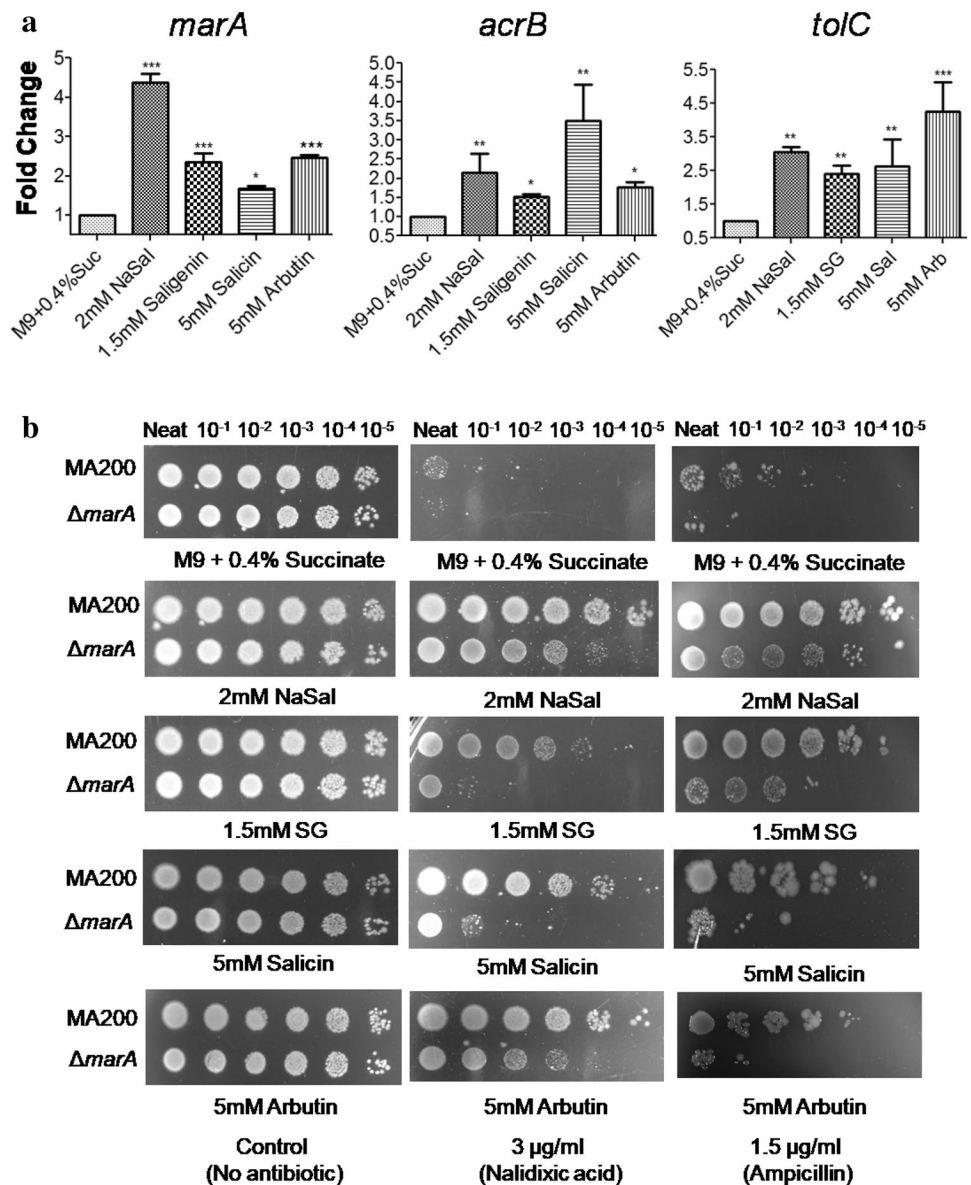 a
marA
acrB
tolC
Fold Change
5
4
3
2
1
***
***
*
***
M9+0.4%Suc
2mM NaSal
1.5mM Saligenin
5mM Salicin
5mM Arbutin
5.0
4.5
4.0
3.5
3.0
2.5
2.0
1.5
1.0
0.5
**
*
**
*
M9+0.4%Suc
2mM NaSal
1.5mM Saligenin
5mM Salicin
5mM Arbutin
5.5
4.5
3.5
2.5
1.5
0.5
**
**
**
***
M9+0.4%Suc
2mM NaSal
1.5mM SG
5mM Sal
5mM Arb
b
Neat 10-1 10-2 10-3 10-4 10-5
Neat 10-1 10-2 10-3 10-4 10-5
Neat 10-1 10-2 10-3 10-4 10-5
MA200
ΔmarA
M9 + 0.4% Succinate
M9 + 0.4% Succinate
M9 + 0.4% Succinate
MA200
ΔmarA
2mM NaSal
2mM NaSal
2mM NaSal
MA200
ΔmarA
1.5mM SG
1.5mM SG
1.5mM SG
MA200
ΔmarA
5mM Salicin
5mM Salicin
5mM Salicin
MA200
ΔmarA
5mM Arbutin
5mM Arbutin
5mM Arbutin
Control
(No antibiotic)
3 µg/ml
(Nalidixic acid)
1.5 µg/ml
(Ampicillin)